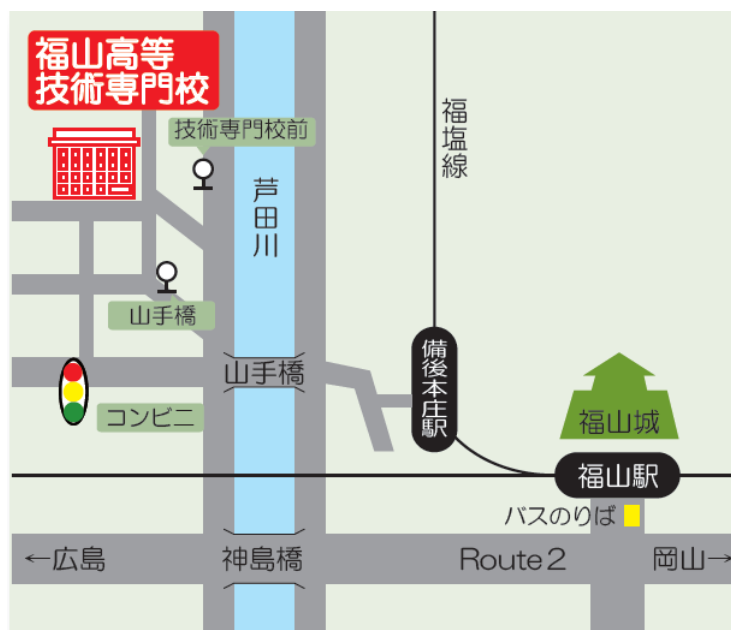 福山高等
技術専門校
技術専門校前
福塩線
芦田川
山手橋
山手橋
備後本庄駅
コンビニ
福山城
福山駅
バスのりば
←広島
神島橋
Route 2
岡山→